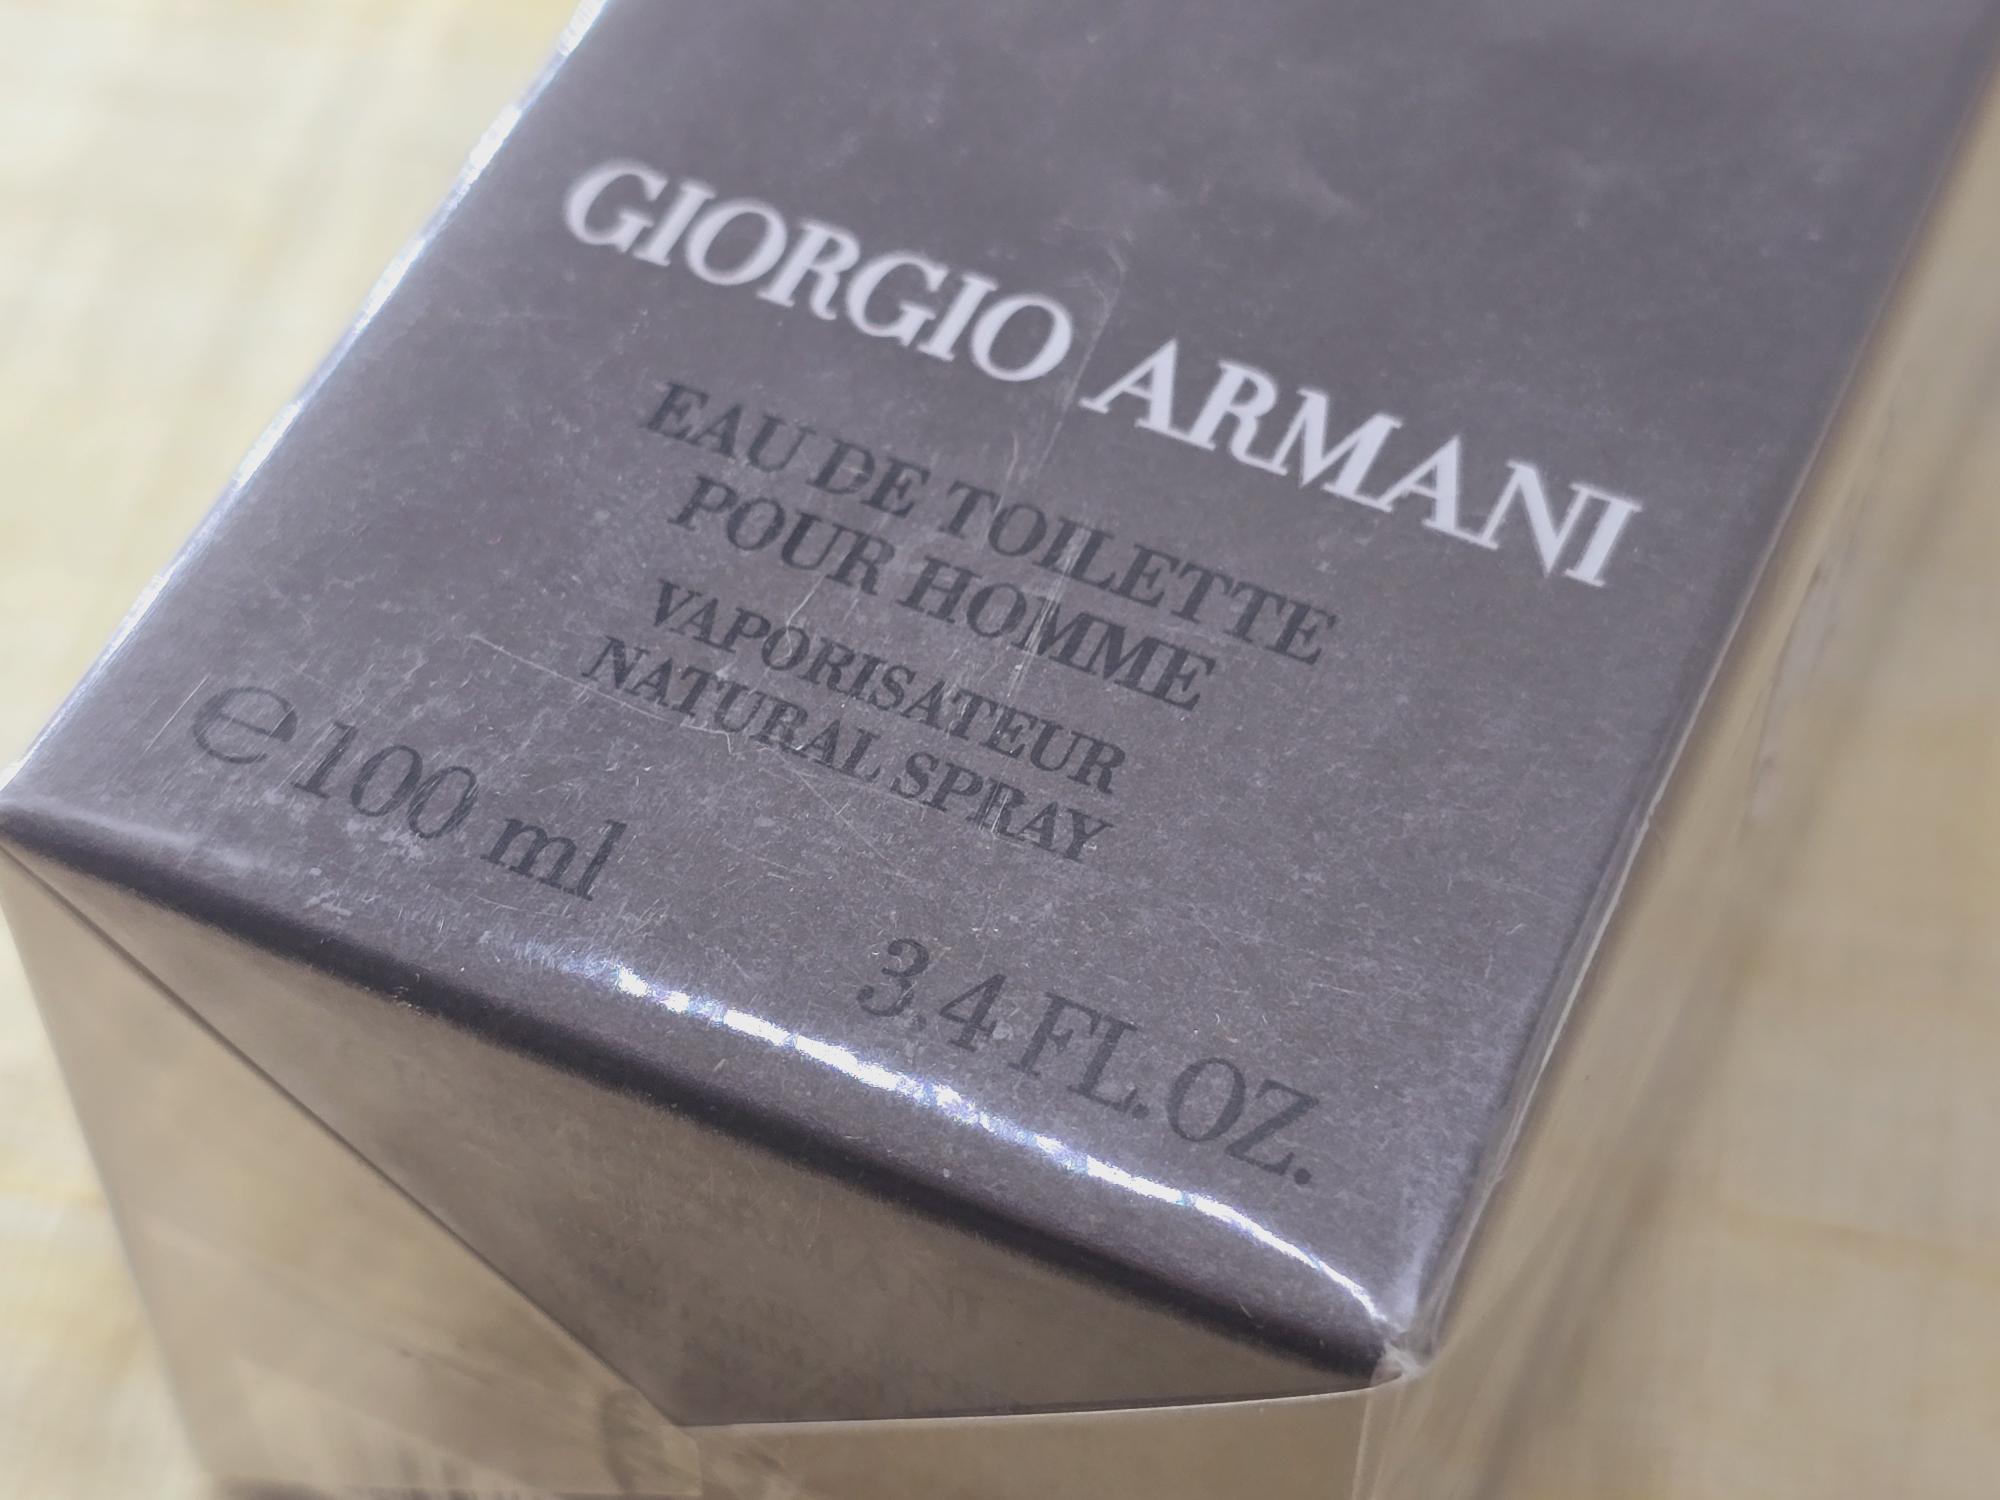 GIORGIO ARMANI
EAU DE TOILETTE
POUR HOMME
VAPORISATEUR
NATURAL SPRAY
℮ 100 ml
3.4 FL.OZ.